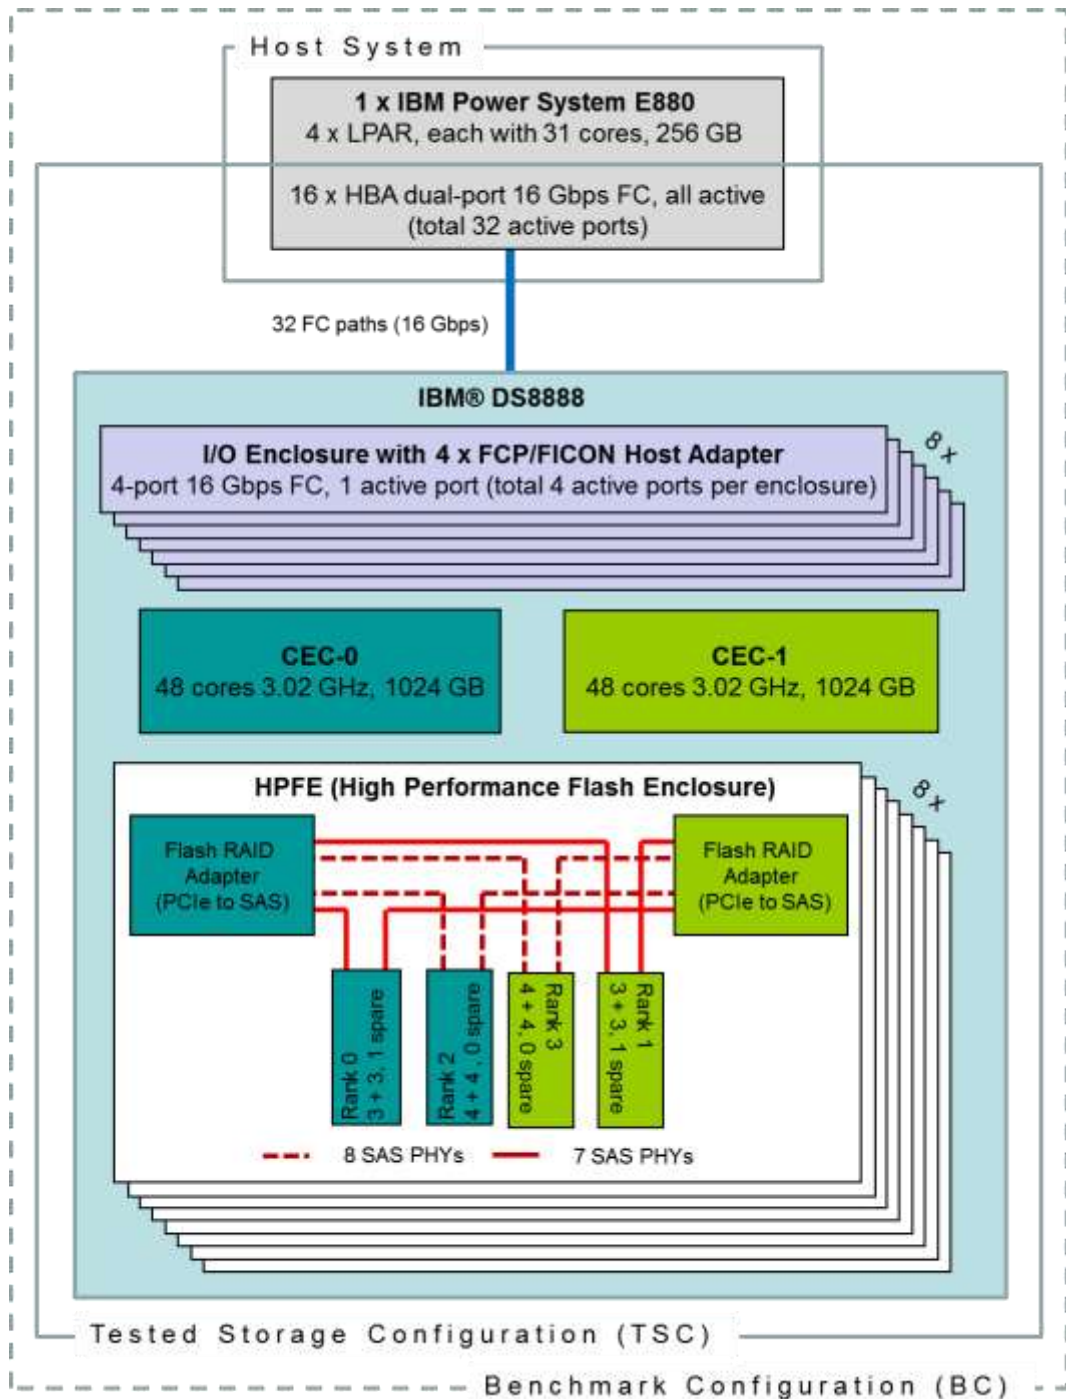 Host System
1 x IBM Power System E880
4 x LPAR, each with 31 cores, 256 GB
16 x HBA dual-port 16 Gbps FC, all active
(total 32 active ports)
32 FC paths (16 Gbps)
IBM® DS8888
8 x
I/O Enclosure with 4 x FCP/FICON Host Adapter
4-port 16 Gbps FC, 1 active port (total 4 active ports per enclosure)
CEC-0
48 cores 3.02 GHz, 1024 GB
CEC-1
48 cores 3.02 GHz, 1024 GB
HPFE (High Performance Flash Enclosure)
8 x
Flash RAID
Adapter
(PCIe to SAS)
Flash RAID
Adapter
(PCIe to SAS)
Rank 0
3 + 3, 1 spare
Rank 2
4 + 4 , 0 spare
Rank 3
4 + 4, 0 spare
Rank 1
3 + 3, 1 spare
8 SAS PHYs
7 SAS PHYs
Tested Storage Configuration (TSC)
Benchmark Configuration (BC)